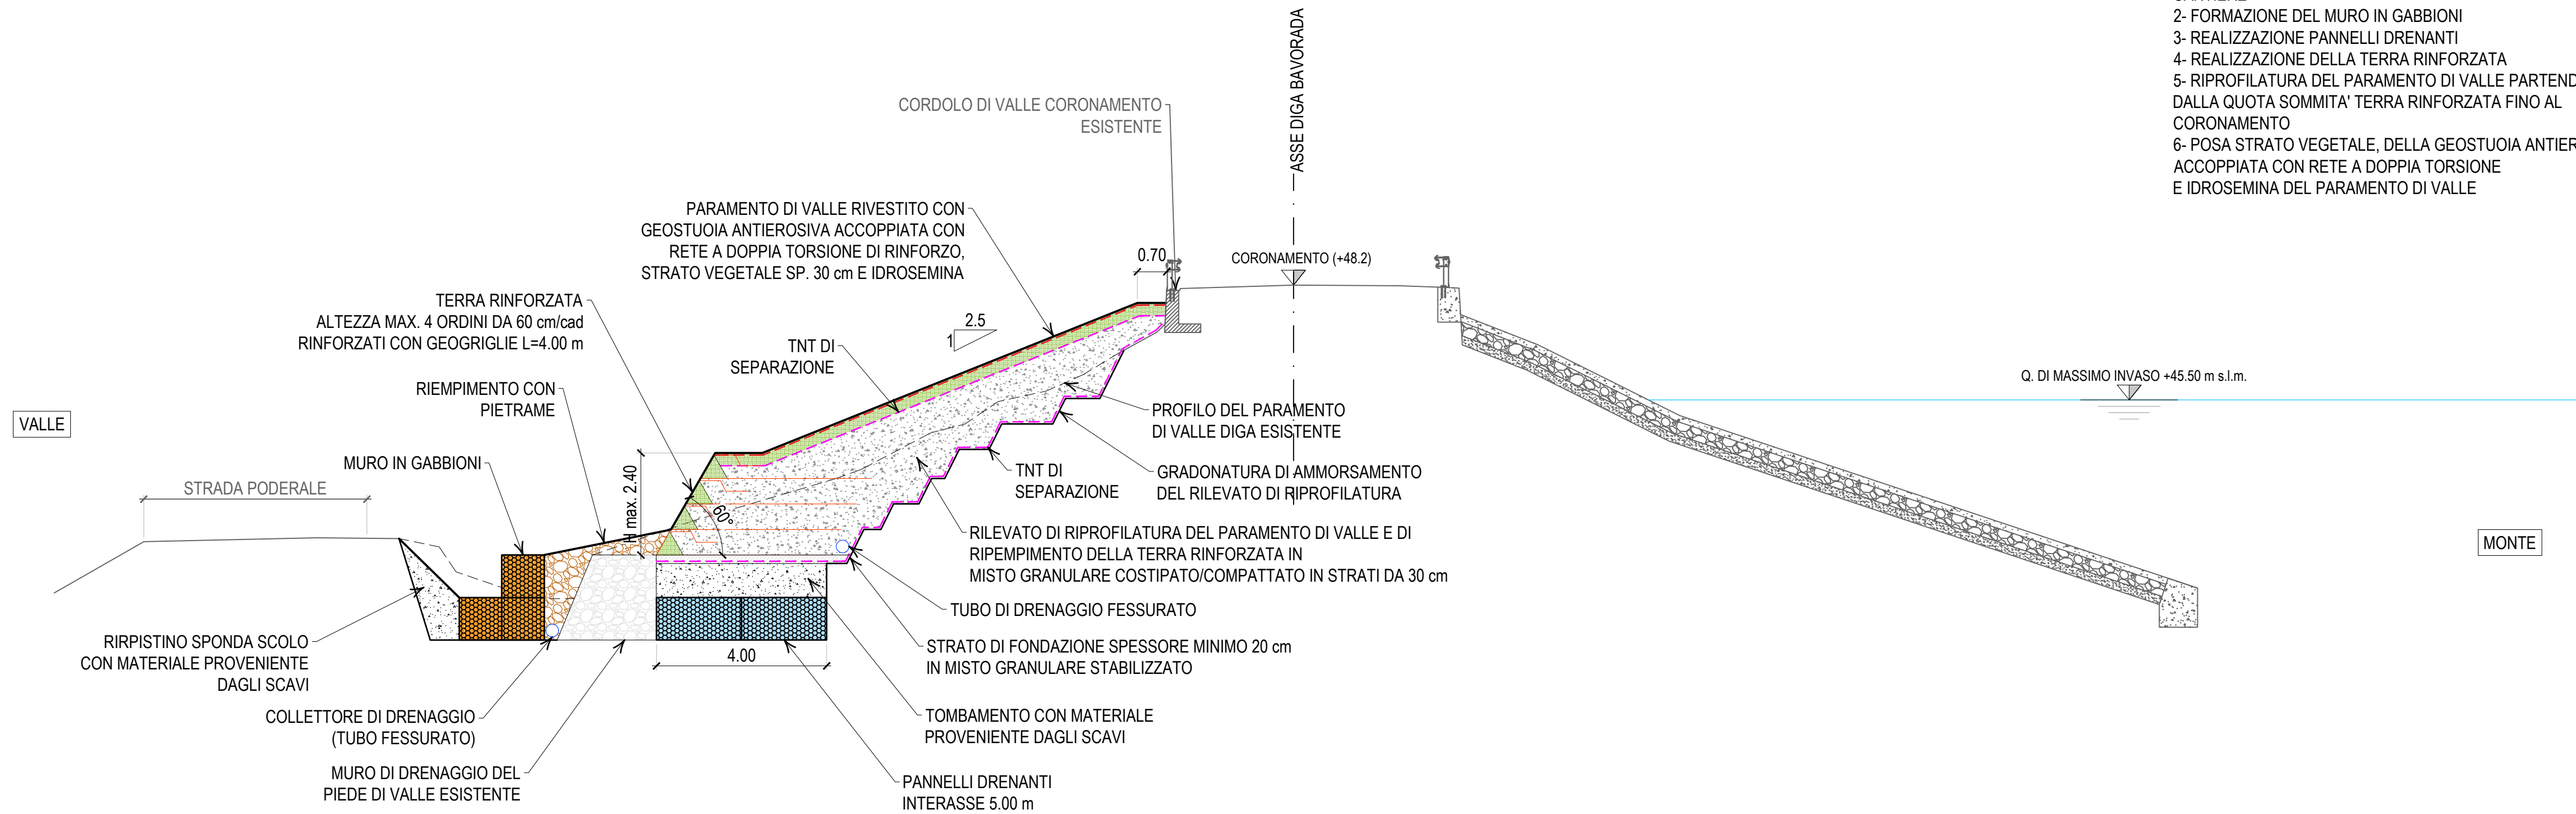 2- FORMAZIONE DEL MURO IN GABBIONI
3- REALIZZAZIONE PANNELLI DRENANTI
4- REALIZZAZIONE DELLA TERRA RINFORZATA
5- RIPROFILATURA DEL PARAMENTO DI VALLE PARTEND
DALLA QUOTA SOMMITA' TERRA RINFORZATA FINO AL
CORONAMENTO
6- POSA STRATO VEGETALE, DELLA GEOSTUOIA ANTIER
ACCOPPIATA CON RETE A DOPPIA TORSIONE
E IDROSEMINA DEL PARAMENTO DI VALLE
ASSE DIGA BAVORADA
CORDOLO DI VALLE CORONAMENTO
ESISTENTE
PARAMENTO DI VALLE RIVESTITO CON
GEOSTUOIA ANTIEROSIVA ACCOPPIATA CON
RETE A DOPPIA TORSIONE DI RINFORZO,
STRATO VEGETALE SP. 30 cm E IDROSEMINA
0.70
CORONAMENTO (+48.2)
TERRA RINFORZATA
ALTEZZA MAX. 4 ORDINI DA 60 cm/cad
RINFORZATI CON GEOGRIGLIE L=4.00 m
2.5
1
TNT DI
SEPARAZIONE
RIEMPIMENTO CON
PIETRAME
Q. DI MASSIMO INVASO +45.50 m s.l.m.
VALLE
PROFILO DEL PARAMENTO
DI VALLE DIGA ESISTENTE
MURO IN GABBIONI
TNT DI
SEPARAZIONE
GRADONATURA DI AMMORSAMENTO
DEL RILEVATO DI RIPROFILATURA
STRADA PODERALE
H max. 2.40
60°
RILEVATO DI RIPROFILATURA DEL PARAMENTO DI VALLE E DI
RIPEMPIMENTO DELLA TERRA RINFORZATA IN
MISTO GRANULARE COSTIPATO/COMPATTATO IN STRATI DA 30 cm
MONTE
TUBO DI DRENAGGIO FESSURATO
RIRPISTINO SPONDA SCOLO
CON MATERIALE PROVENIENTE
DAGLI SCAVI
4.00
STRATO DI FONDAZIONE SPESSORE MINIMO 20 cm
IN MISTO GRANULARE STABILIZZATO
COLLETTORE DI DRENAGGIO
(TUBO FESSURATO)
TOMBAMENTO CON MATERIALE
PROVENIENTE DAGLI SCAVI
MURO DI DRENAGGIO DEL
PIEDE DI VALLE ESISTENTE
PANNELLI DRENANTI
INTERASSE 5.00 m